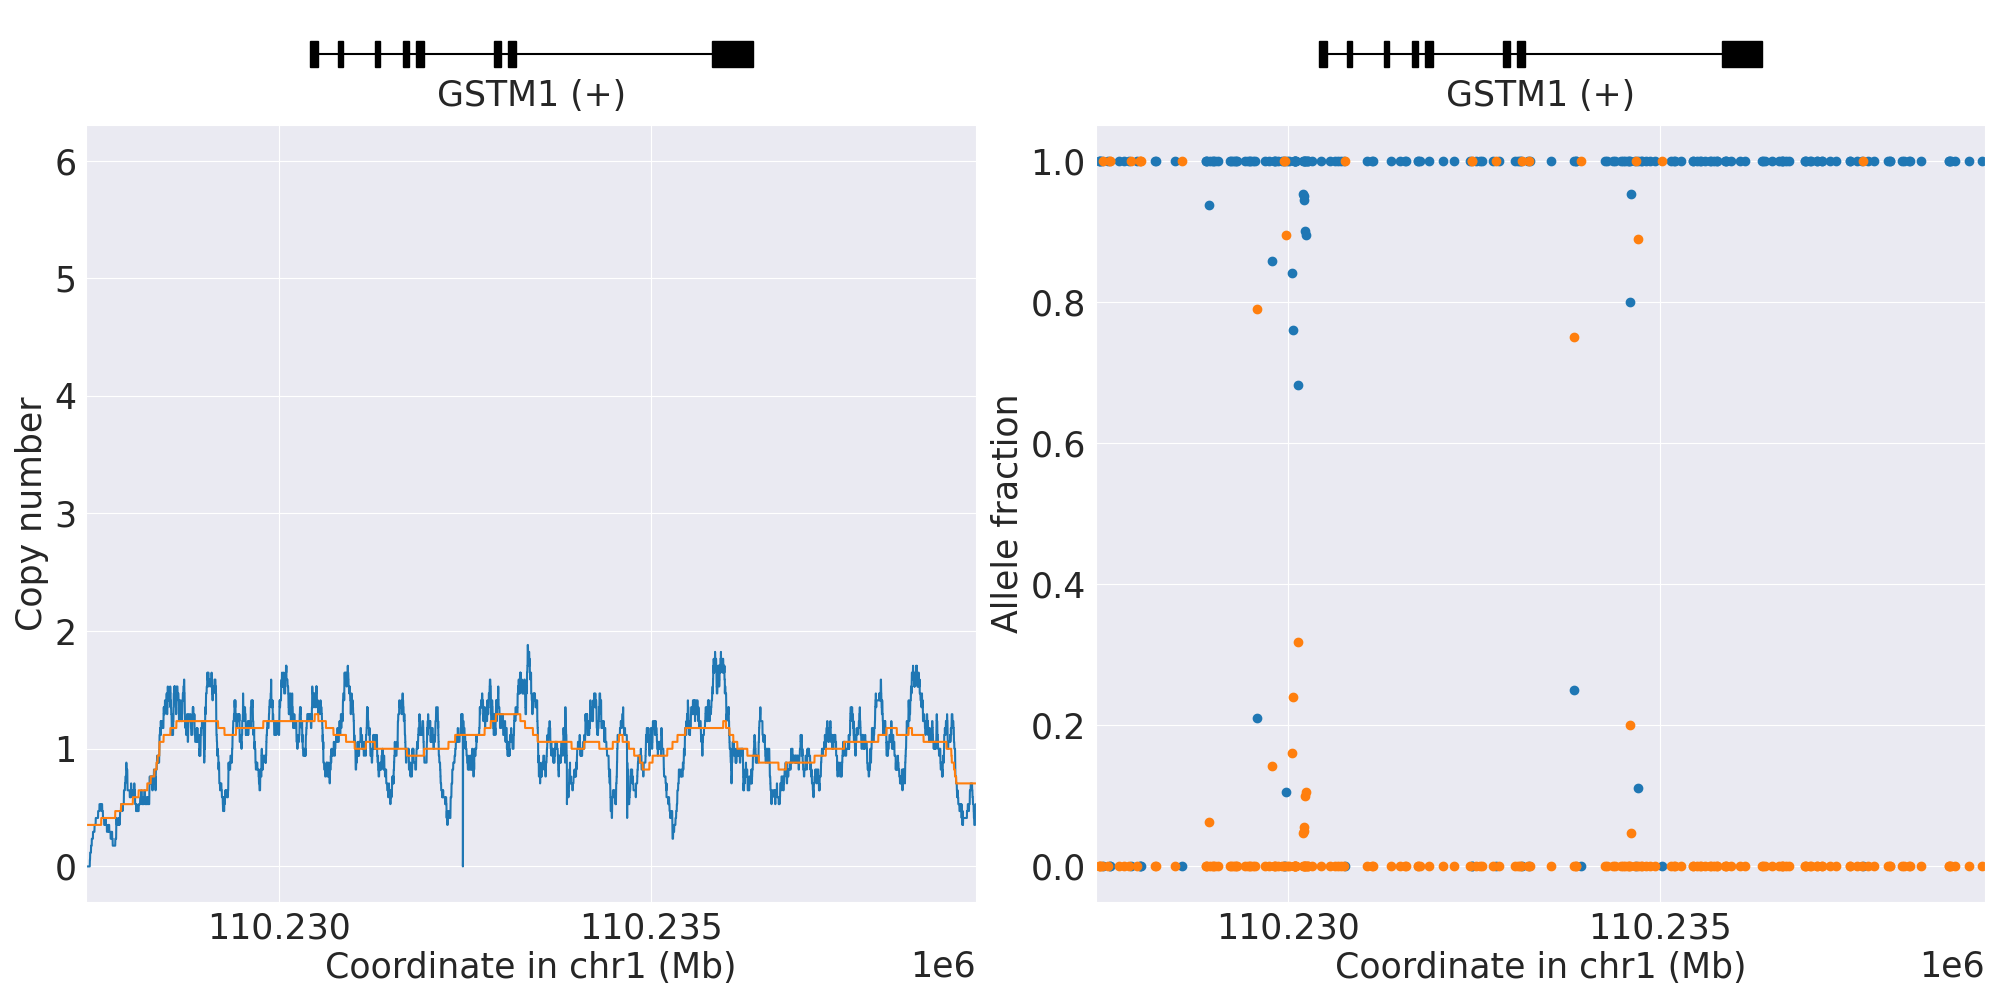 GSTM1 (+)
Copy number
6
5
4
3
2
1
0
110.230
110.235
Coordinate in chr1 (Mb)
1e6
GSTM1 (+)
Allele fraction
1.0
0.8
0.6
0.4
0.2
0.0
110.230
110.235
Coordinate in chr1 (Mb)
1e6